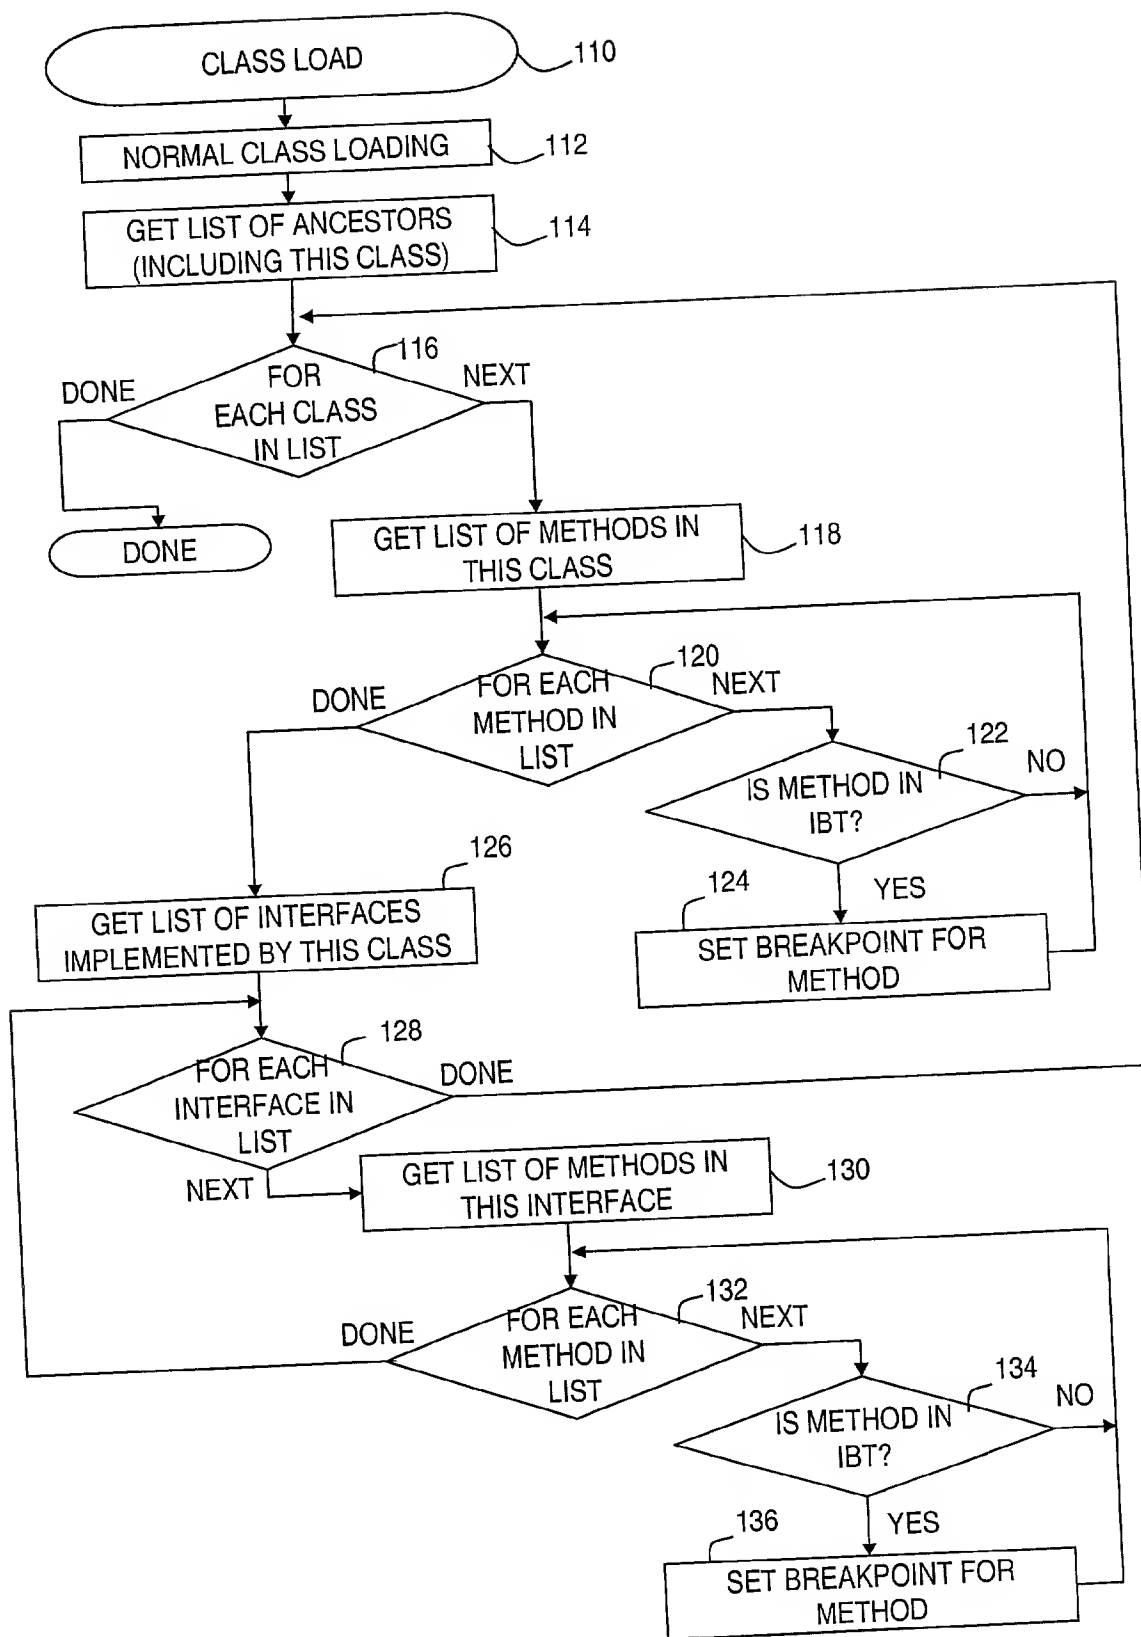 CLASS LOAD
110
NORMAL CLASS LOADING
112
GET LIST OF ANCESTORS
(INCLUDING THIS CLASS)
114
116
DONE
NEXT
FOR
EACH CLASS
IN LIST
DONE
GET LIST OF METHODS IN
THIS CLASS
118
120
DONE
NEXT
FOR EACH
METHOD IN
LIST
122
NO
IS METHOD IN
IBT?
126
124
YES
GET LIST OF INTERFACES
IMPLEMENTED BY THIS CLASS
SET BREAKPOINT FOR
METHOD
128
FOR EACH
INTERFACE IN
LIST
DONE
NEXT
GET LIST OF METHODS IN
THIS INTERFACE
130
132
DONE
NEXT
FOR EACH
METHOD IN
LIST
134
NO
IS METHOD IN
IBT?
136
YES
SET BREAKPOINT FOR
METHOD